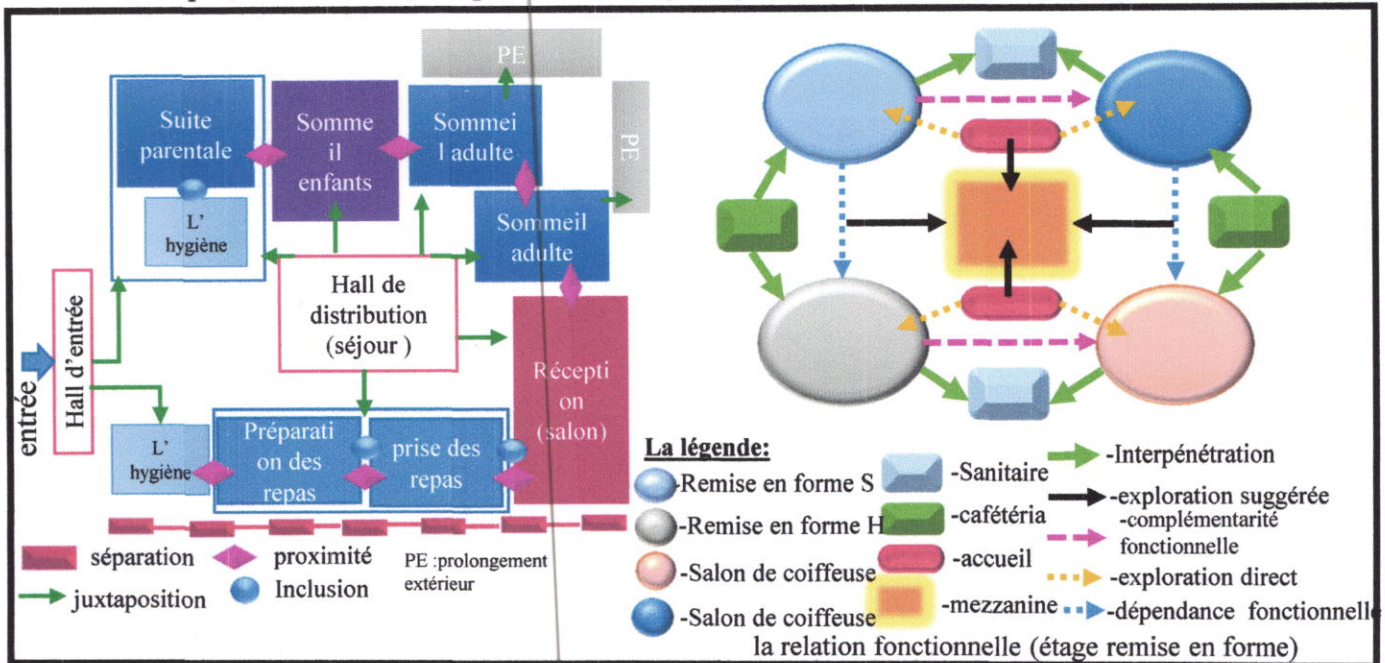 PE
PE
Suite
parentale
Somme
il
enfants
Sommei
l adulte
Sommeil
adulte
L'
hygiène
Hall de
distribution
(séjour )
entrée
Hall d'entrée
Récepti
on
(salon)
L'
hygiène
Préparati
on des
repas
prise des
repas
séparation
proximité
PE :prolongement
extérieur
juxtaposition
Inclusion
La légende:
-Remise en forme S
-Remise en forme H
-Salon de coiffeuse
-Salon de coiffeuse
-Sanitaire
-cafétéria
-accueil
-mezzanine
-Interpénétration
-exploration suggérée
-complémentarité
fonctionnelle
-exploration direct
-dépendance fonctionnelle
la relation fonctionnelle (étage remise en forme)